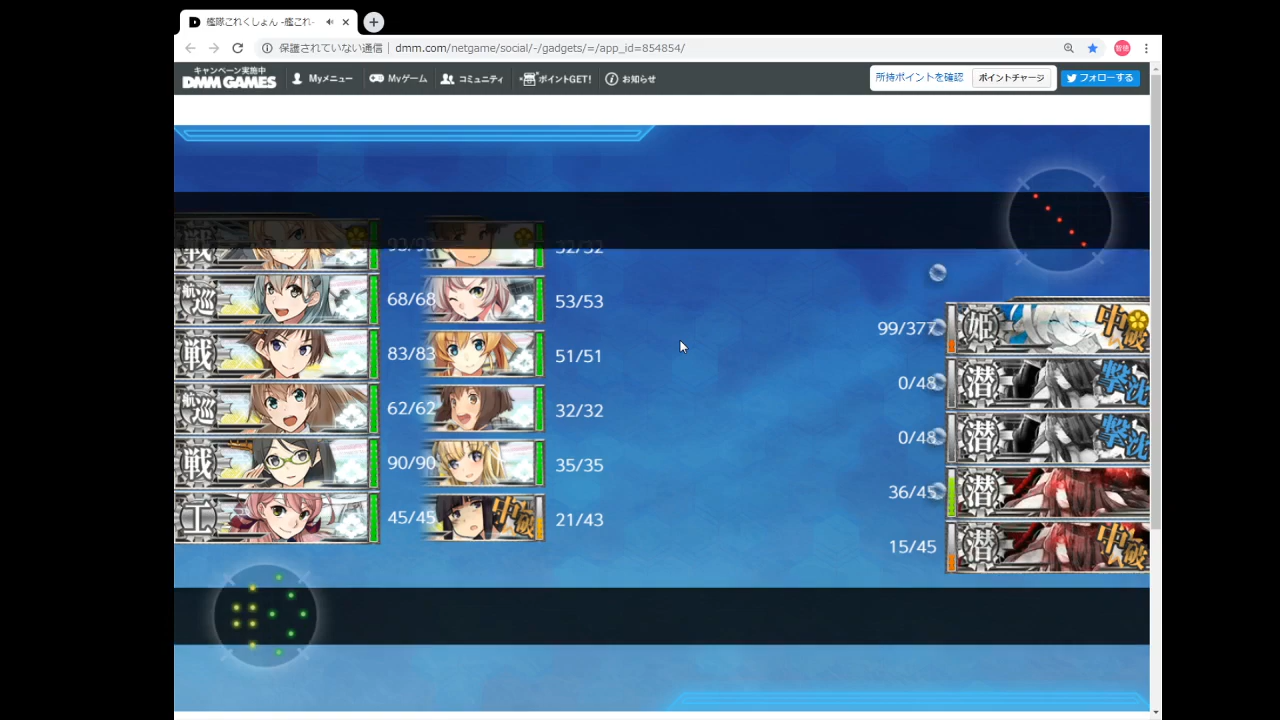 艦隊これくしょん -艦これ-
保護されていない通信 | dmm.com/netgame/social/-/gadgets/=/app_id=854854/
智勝
キャンペーン実施中
DMM GAMES
Myメニュー
Myゲーム
コミュニティ
ポイントGET!
お知らせ
所持ポイントを確認
ポイントチャージ
フォローする
戦 93/93 32/32
航巡 68/68 53/53
戦 83/83 51/51
航巡 62/62 32/32
戦 90/90 35/35
工 45/45 中破 21/43
99/377 姫 中破
0/48 潜 撃沈
0/48 潜 撃沈
36/45 潜
15/45 潜 中破